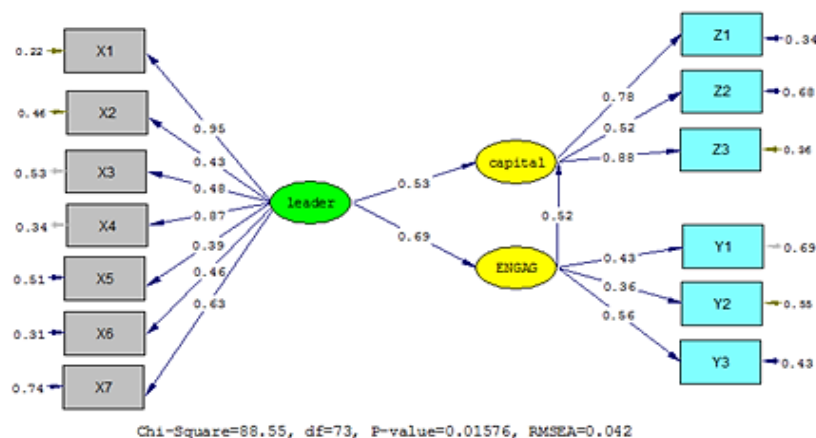 0.22 X1
0.46 X2
0.53 X3
0.34 X4
0.51 X5
0.31 X6
0.74 X7
0.95
0.43
0.48
0.87
0.39
0.46
0.63
leader
0.53
0.69
capital
0.52
ENGAG
0.78
0.52
0.88
0.43
0.36
0.56
Z1 0.34
Z2 0.68
Z3 0.36
Y1 0.69
Y2 0.55
Y3 0.43
Chi-Square=88.55, df=73, P-value=0.01576, RMSEA=0.042